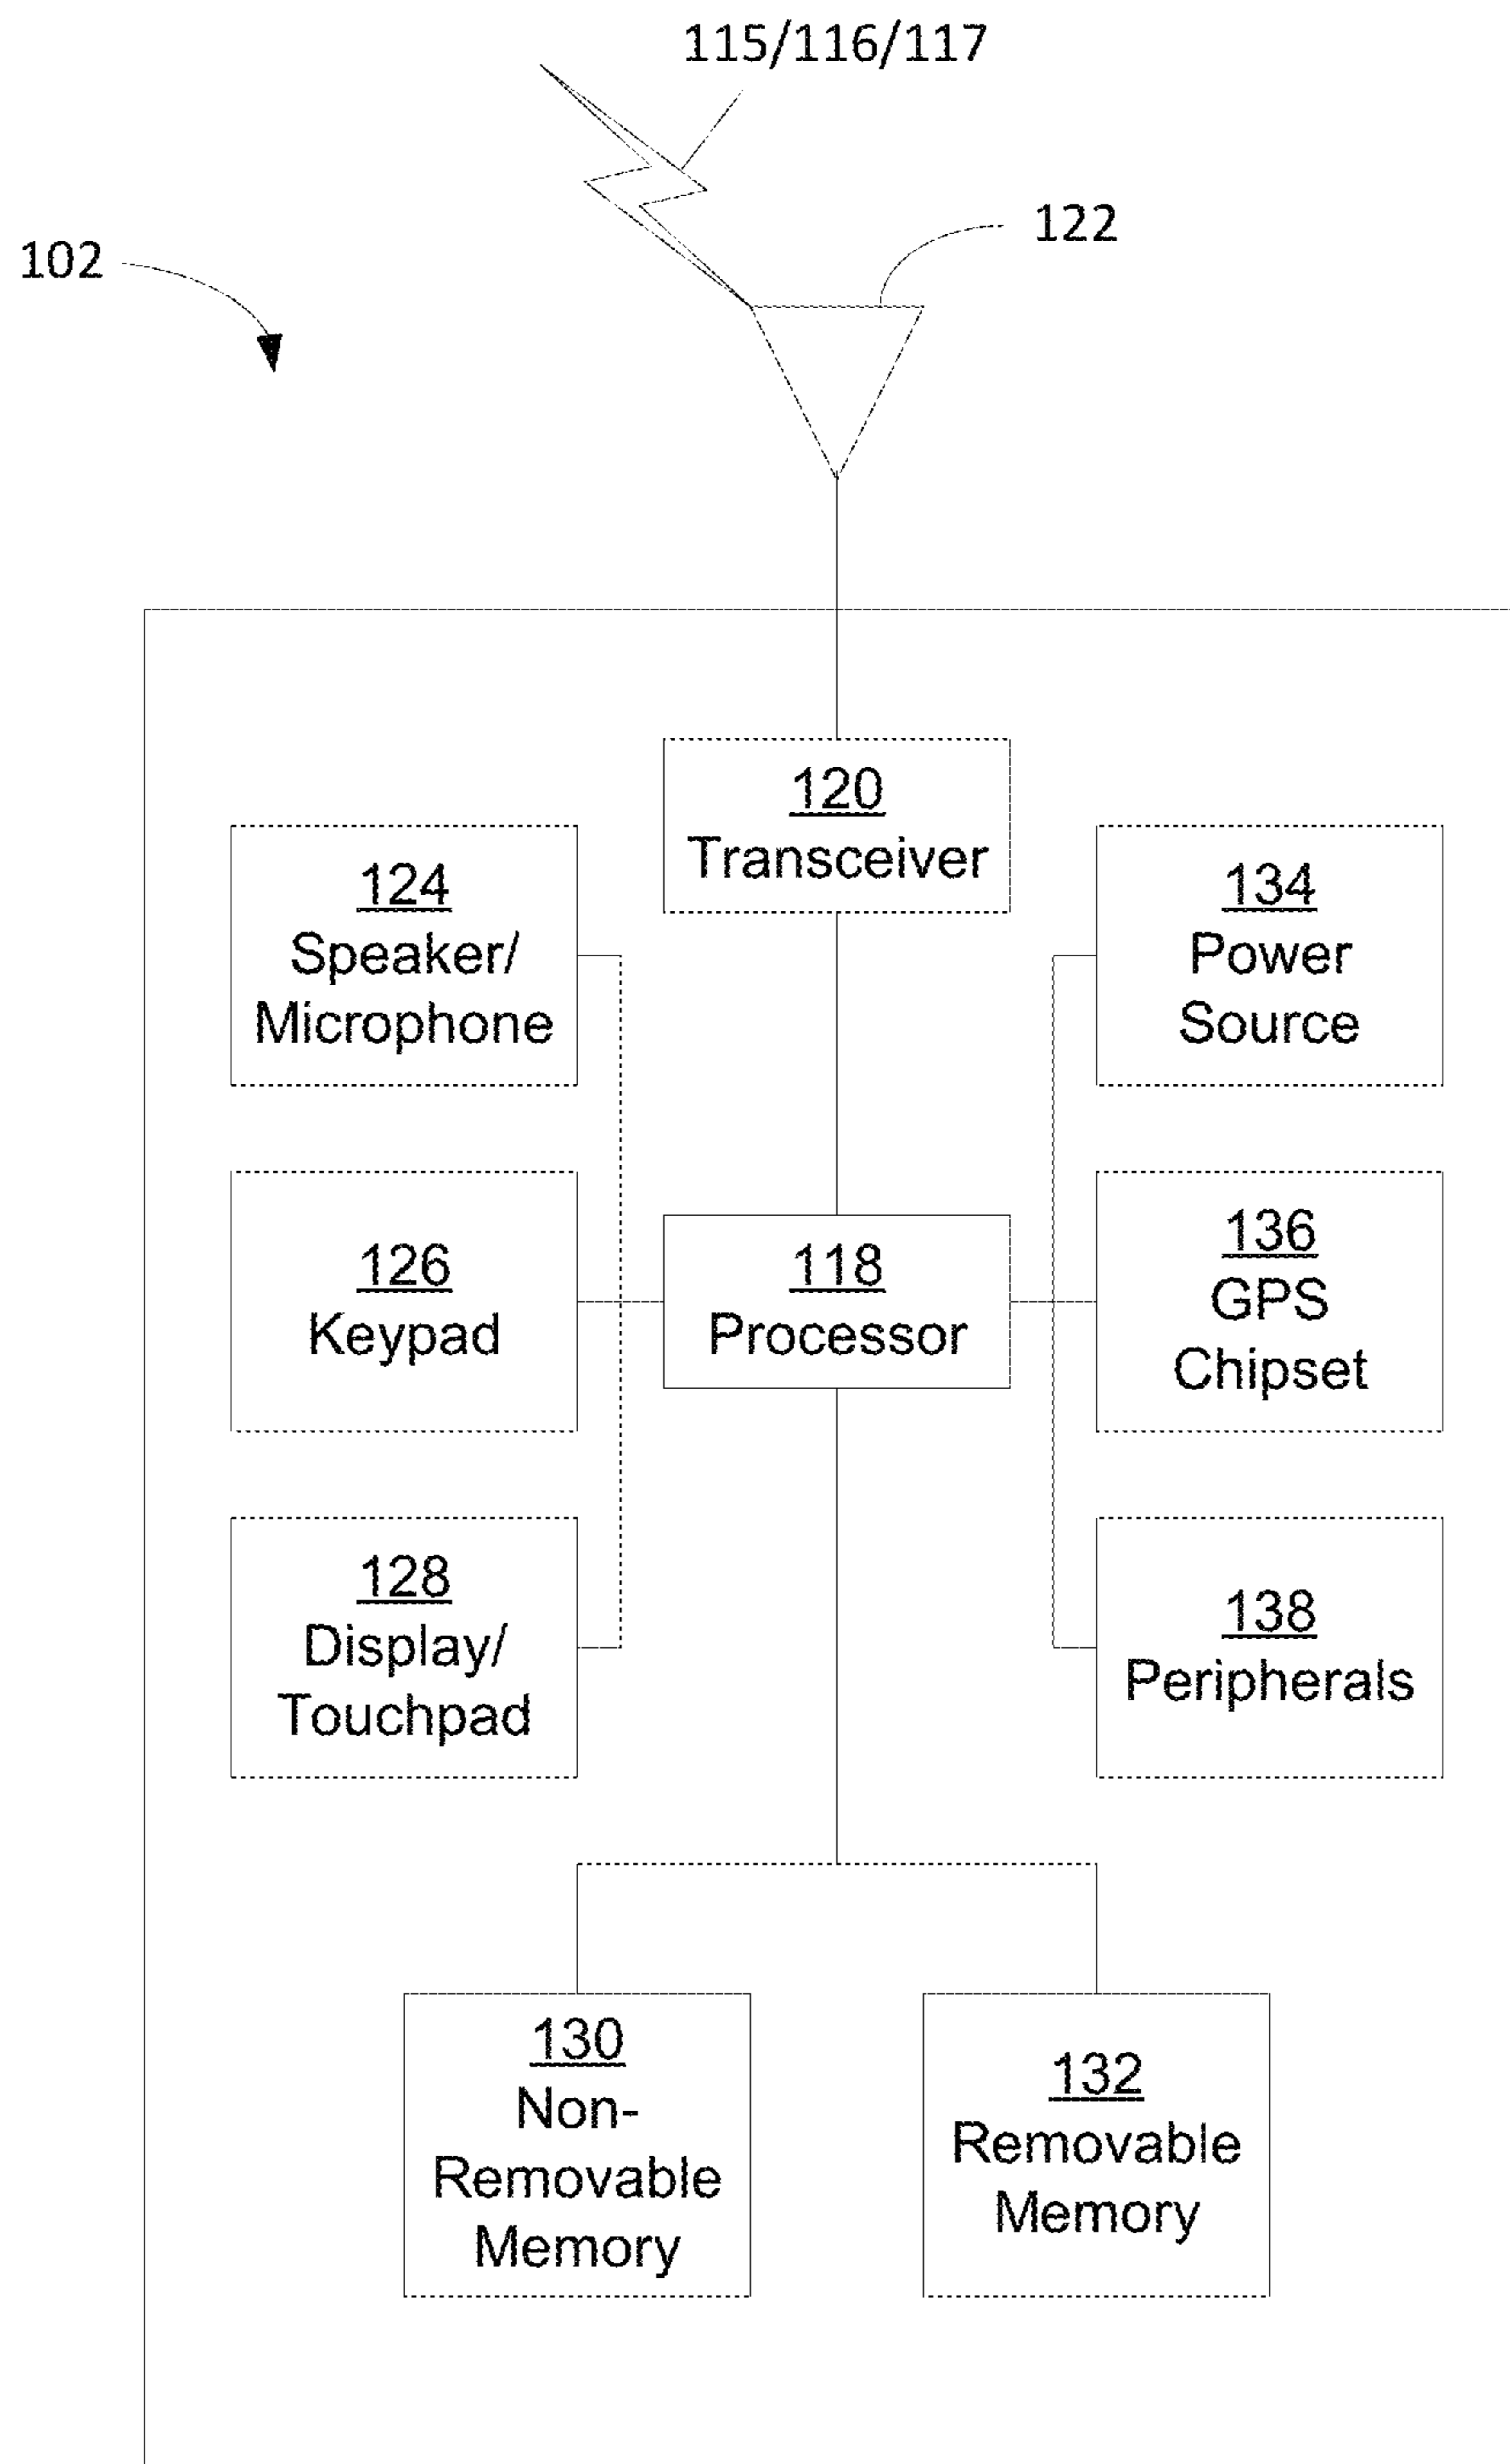 115/116/117
122
102
120
Transceiver
124
Speaker/
Microphone
134
Power
Source
126
Keypad
118
Processor
136
GPS
Chipset
128
Display/
Touchpad
138
Peripherals
130
Non-
Removable
Memory
132
Removable
Memory